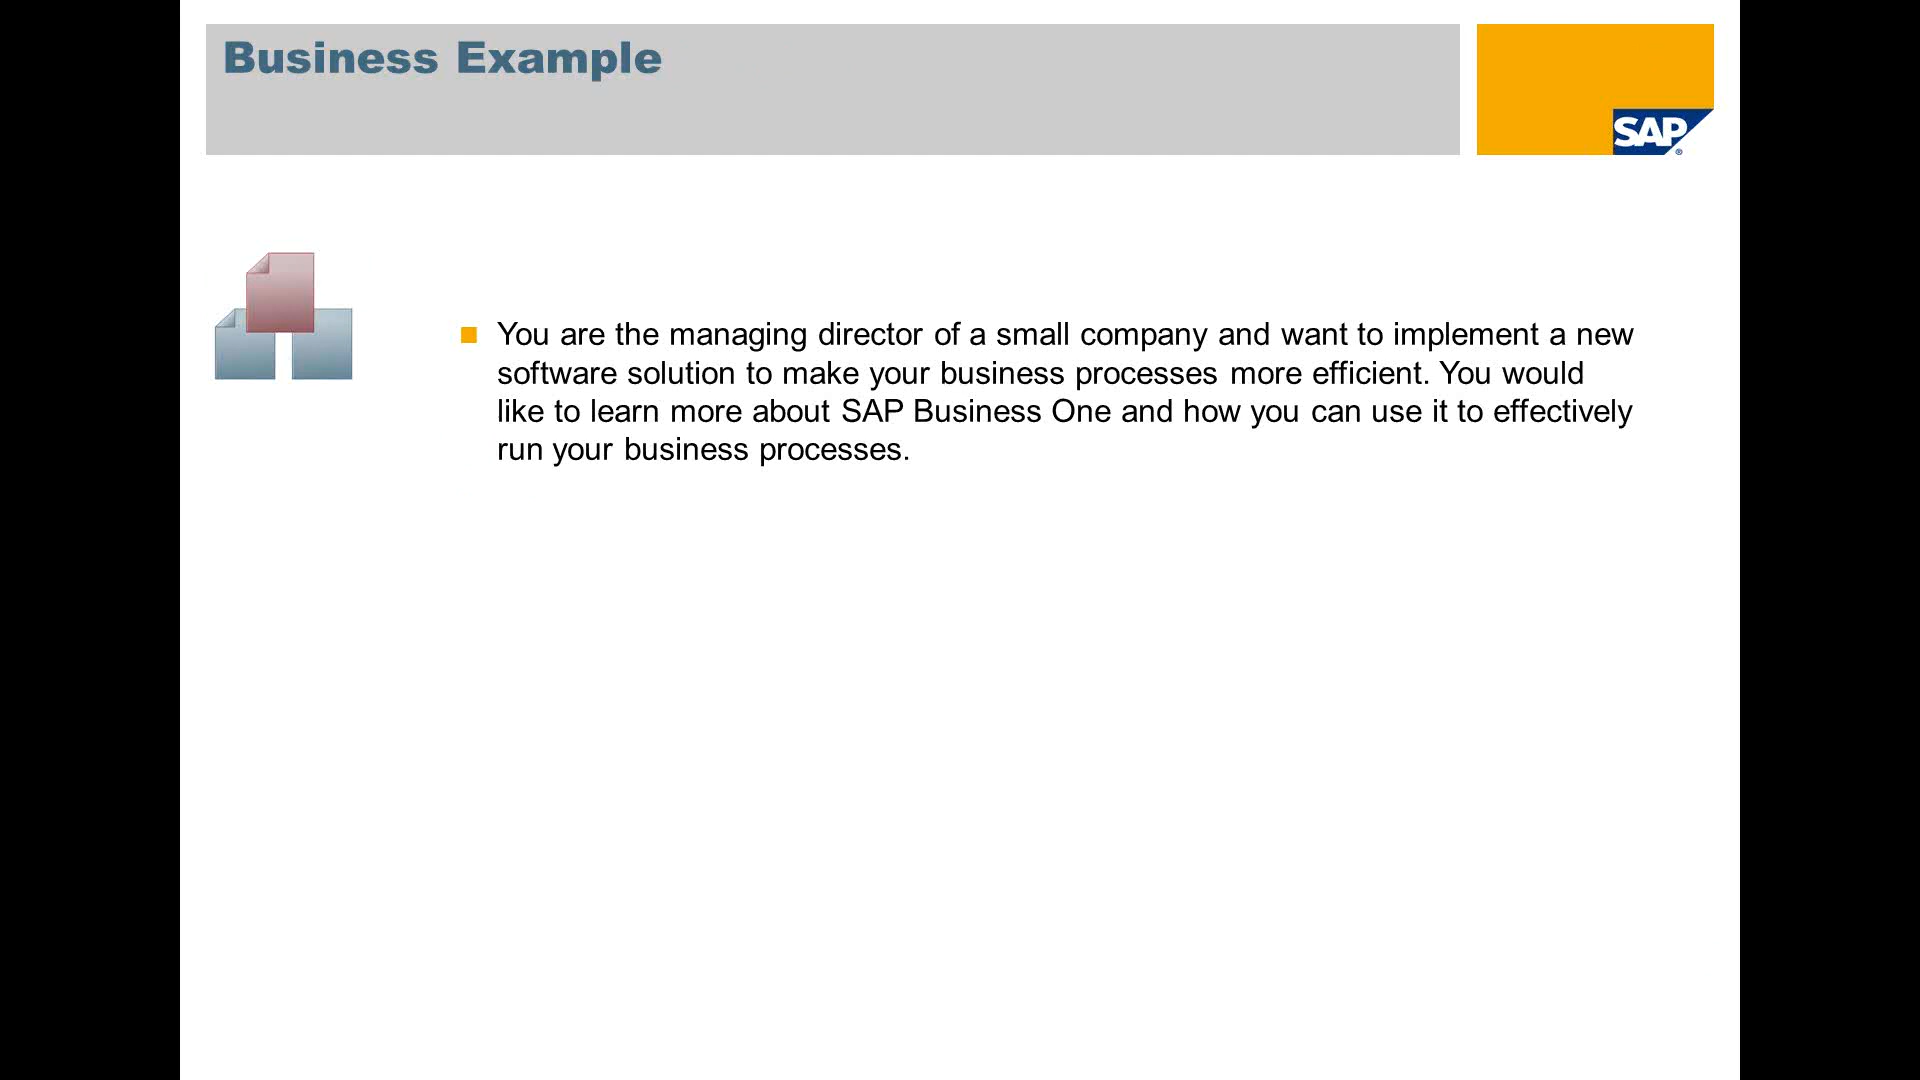 Business Example
SAP
®
You are the managing director of a small company and want to implement a new
software solution to make your business processes more efficient. You would
like to learn more about SAP Business One and how you can use it to effectively
run your business processes.